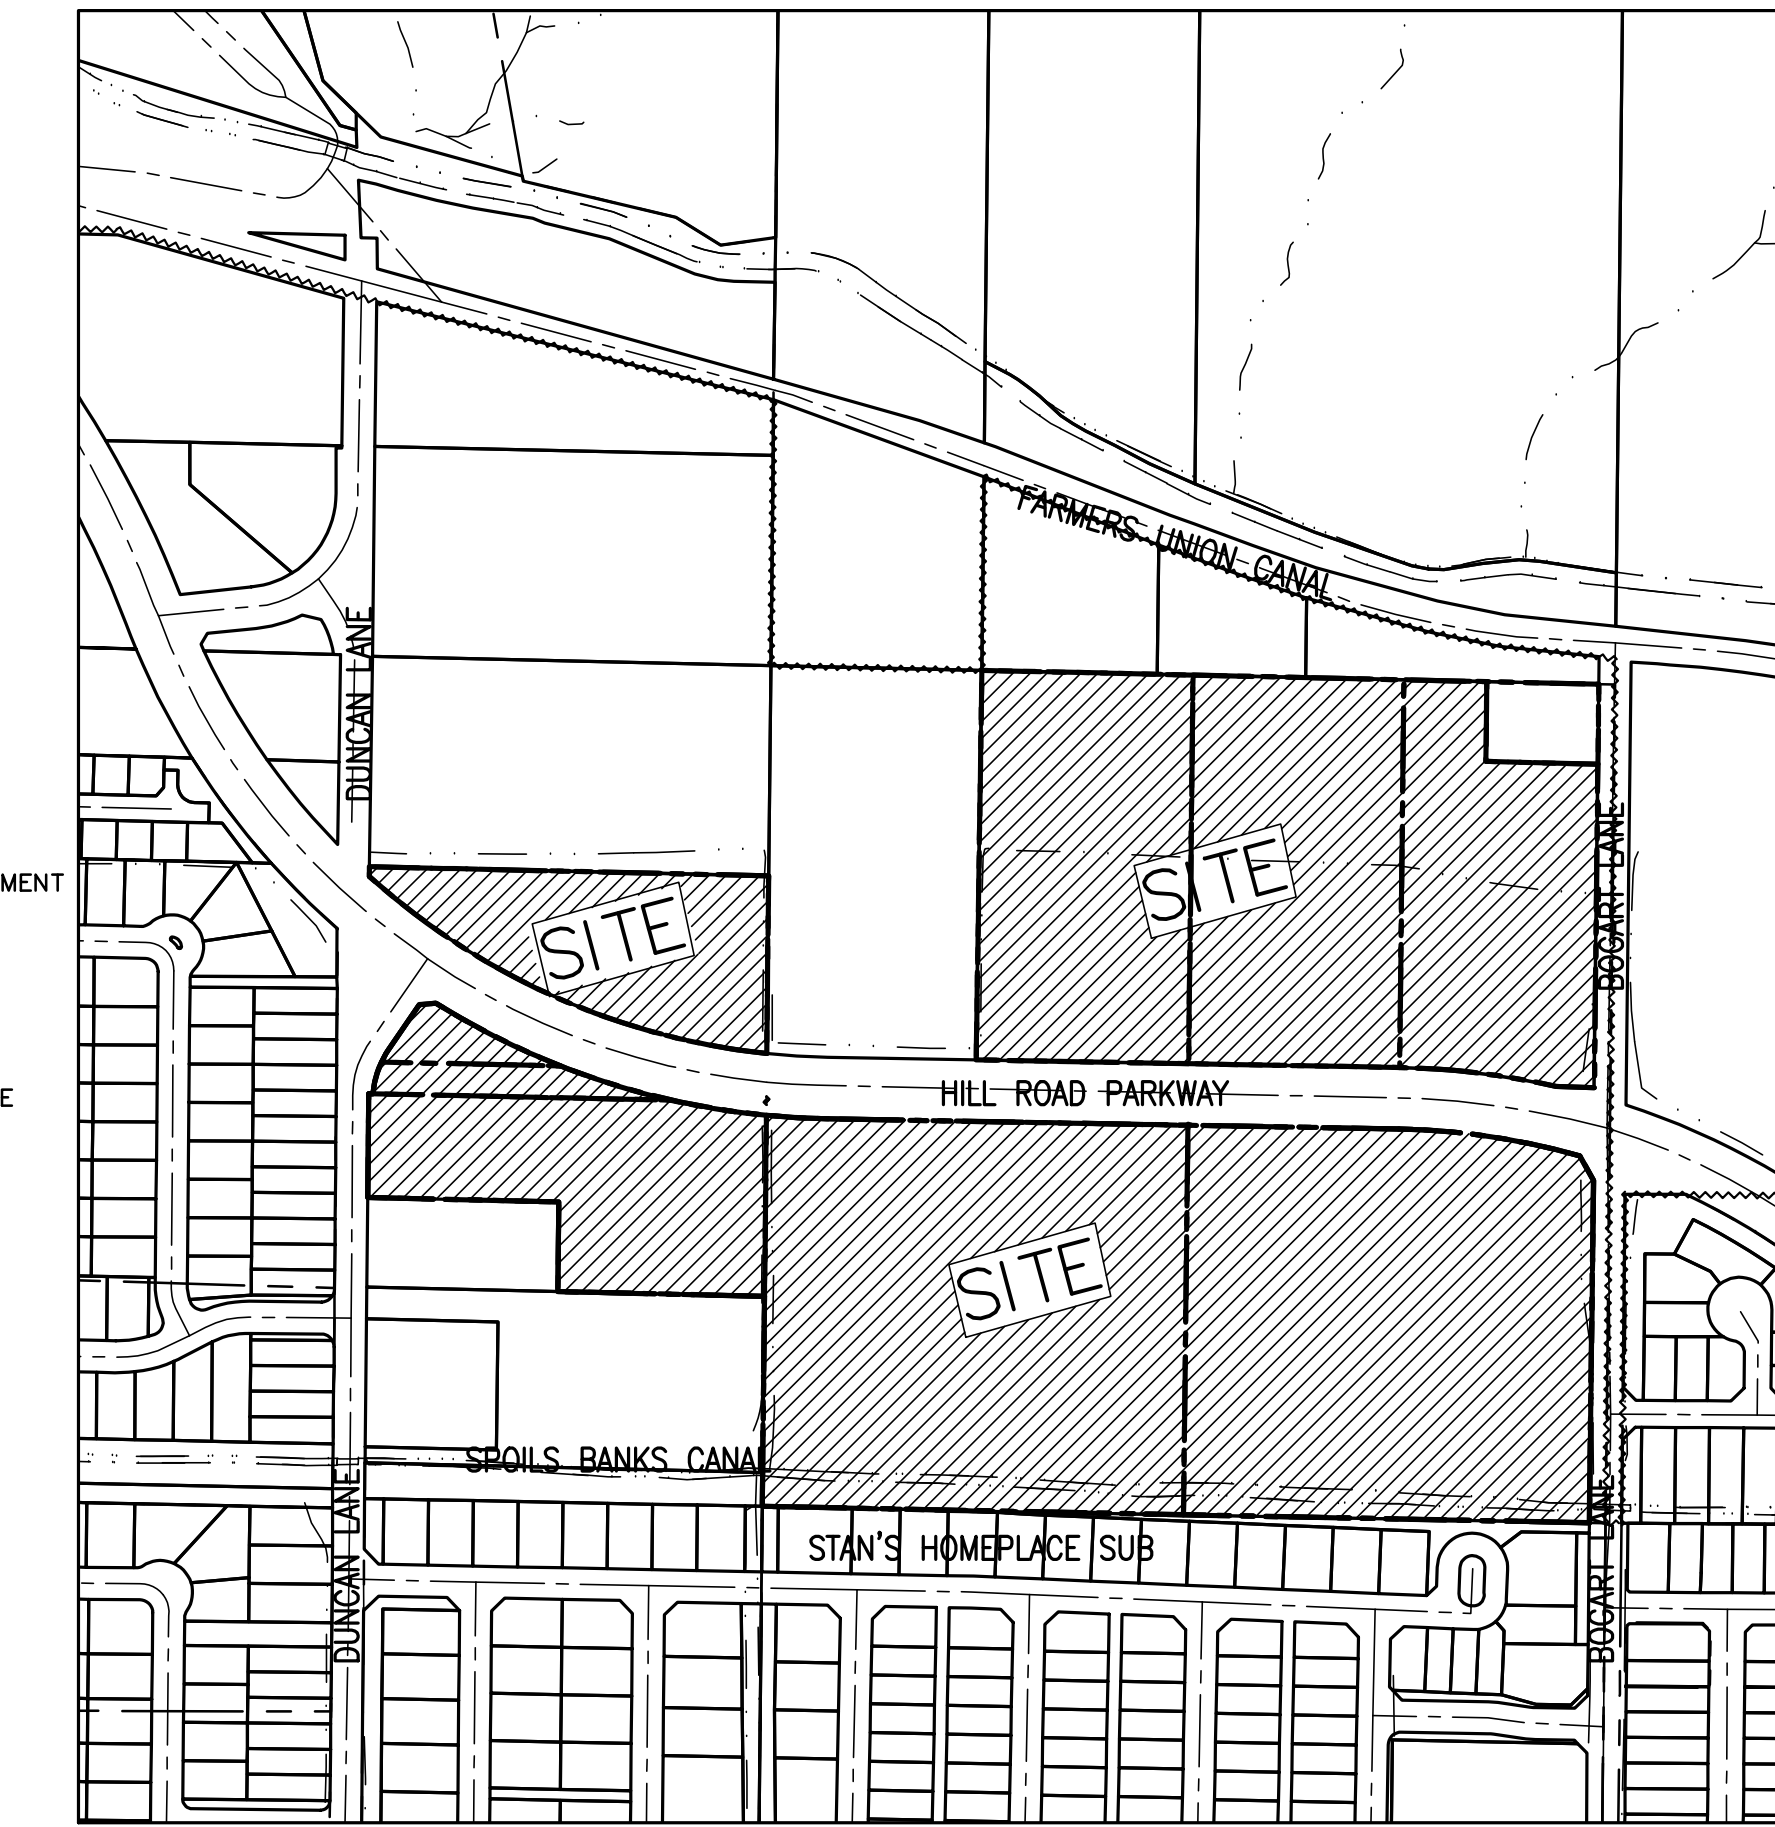 FARMERS UNION CANAL
DUNCAN LANE
SITE
BOGART LANE
MENT
SITE
HILL ROAD PARKWAY
E
SITE
SPOILS BANKS CANAL
DUNCAN LANE
STAN'S HOMEPLACE SUB
BOGART LANE